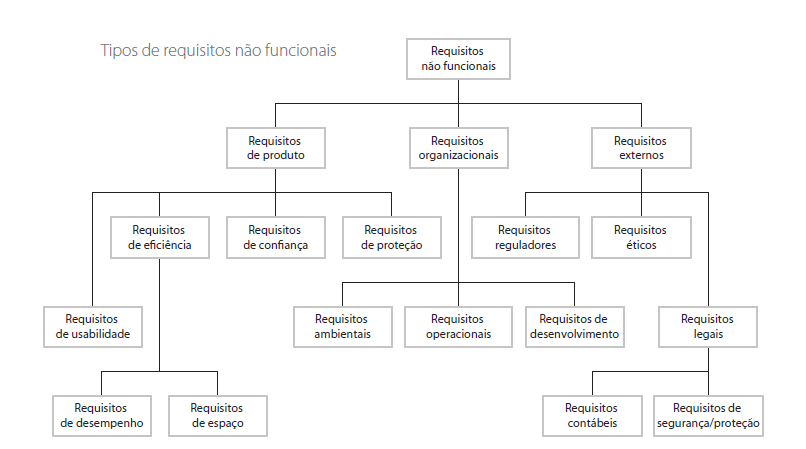 Tipos de requisitos não funcionais
Requisitos
não funcionais
Requisitos
de produto
Requisitos
organizacionais
Requisitos
externos
Requisitos
de eficiência
Requisitos
de confiança
Requisitos
de proteção
Requisitos
reguladores
Requisitos
éticos
Requisitos
de usabilidade
Requisitos
ambientais
Requisitos
operacionais
Requisitos de
desenvolvimento
Requisitos
legais
Requisitos
de desempenho
Requisitos
de espaço
Requisitos
contábeis
Requisitos de
segurança/proteção